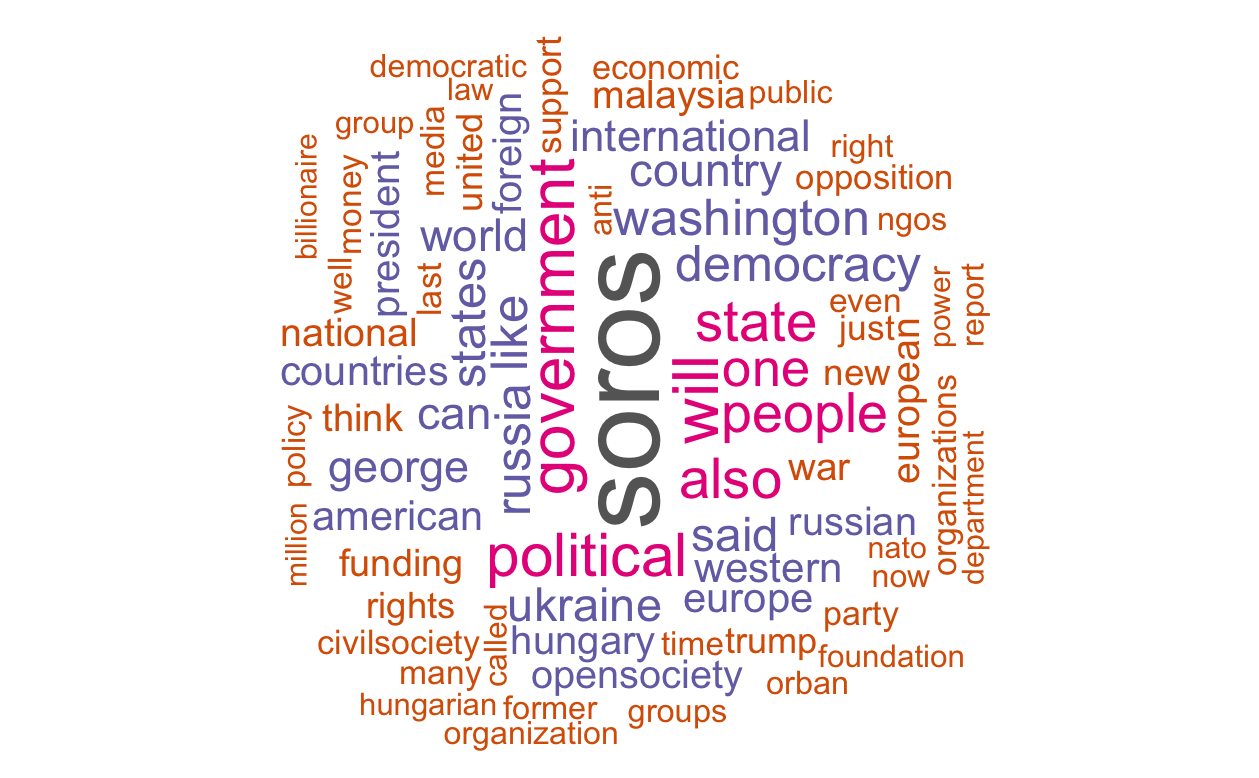 democratic
economic
law
malaysia
public
support
group
media
united
foreign
international
right
billionaire
money
president
country
opposition
anti
washington
ngos
world
government
soros
democracy
well
last
states
like
national
state
even
just
power
report
countries
will
one
new
european
think
can
russia
people
policy
george
also
war
organizations
department
american
said
russian
million
funding
political
western
nato
now
rights
ukraine
europe
party
civilsociety
called
hungary
time
trump
foundation
many
opensociety
orban
hungarian
former
groups
organization